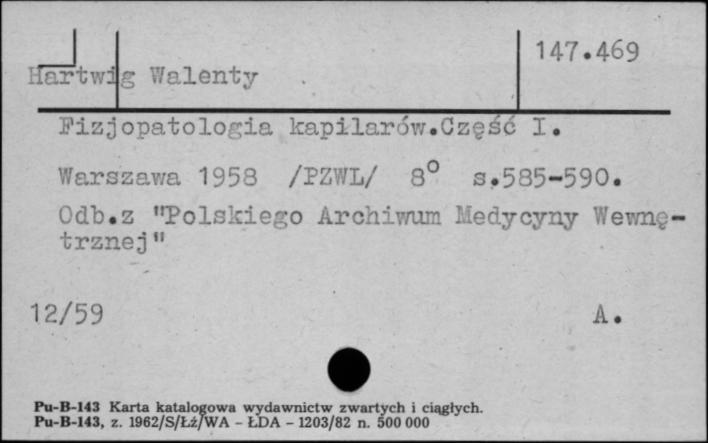 147.469
Hartwig Walenty
Fizjopatologia kapilarów.Część I.
Warszawa 1958 /PZWL/ 8° s.585-590.
Odb.z "Polskiego Archiwum Medycyny Wewnę-
trznej"
12/59 A.
Pu-B-143 Karta katalogowa wydawnictw zwartych i ciągłych.
Pu-B-143, z. 1962/S/Łź/WA - ŁDA - 1203/82 n. 500 000